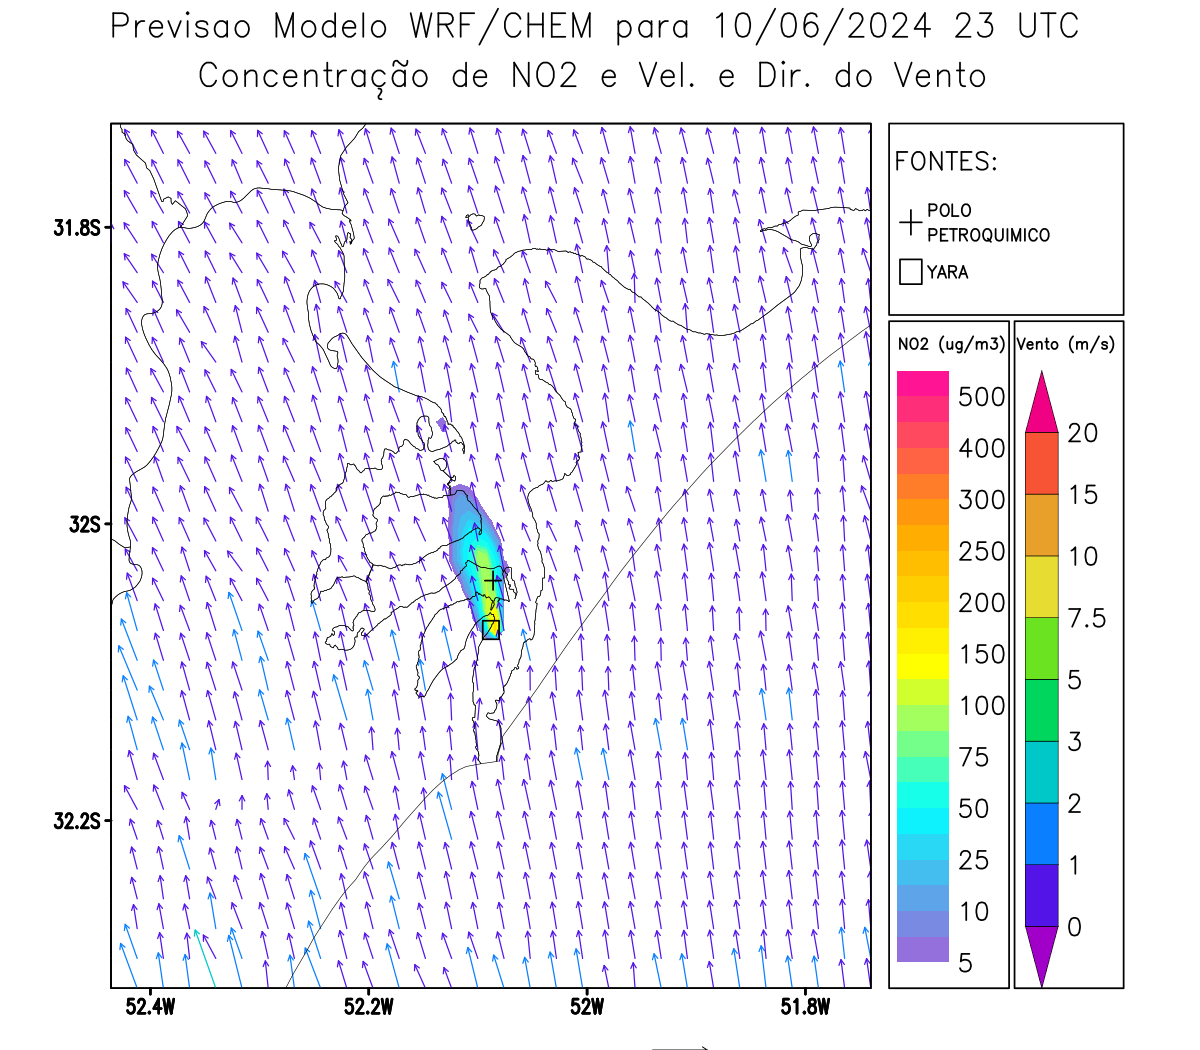 Previsao Modelo WRF/CHEM para 10/06/2024 23 UTC
Concentração de NO2 e Vel. e Dir. do Vento
FONTES:
POLO
PETROQUIMICO
YARA
NO2 (ug/m3)
500
400
300
250
200
150
100
75
50
25
10
5
Vento (m/s)
20
15
10
7.5
5
3
2
1
0
31.8S
32S
32.2S
52.4W
52.2W
52W
51.8W